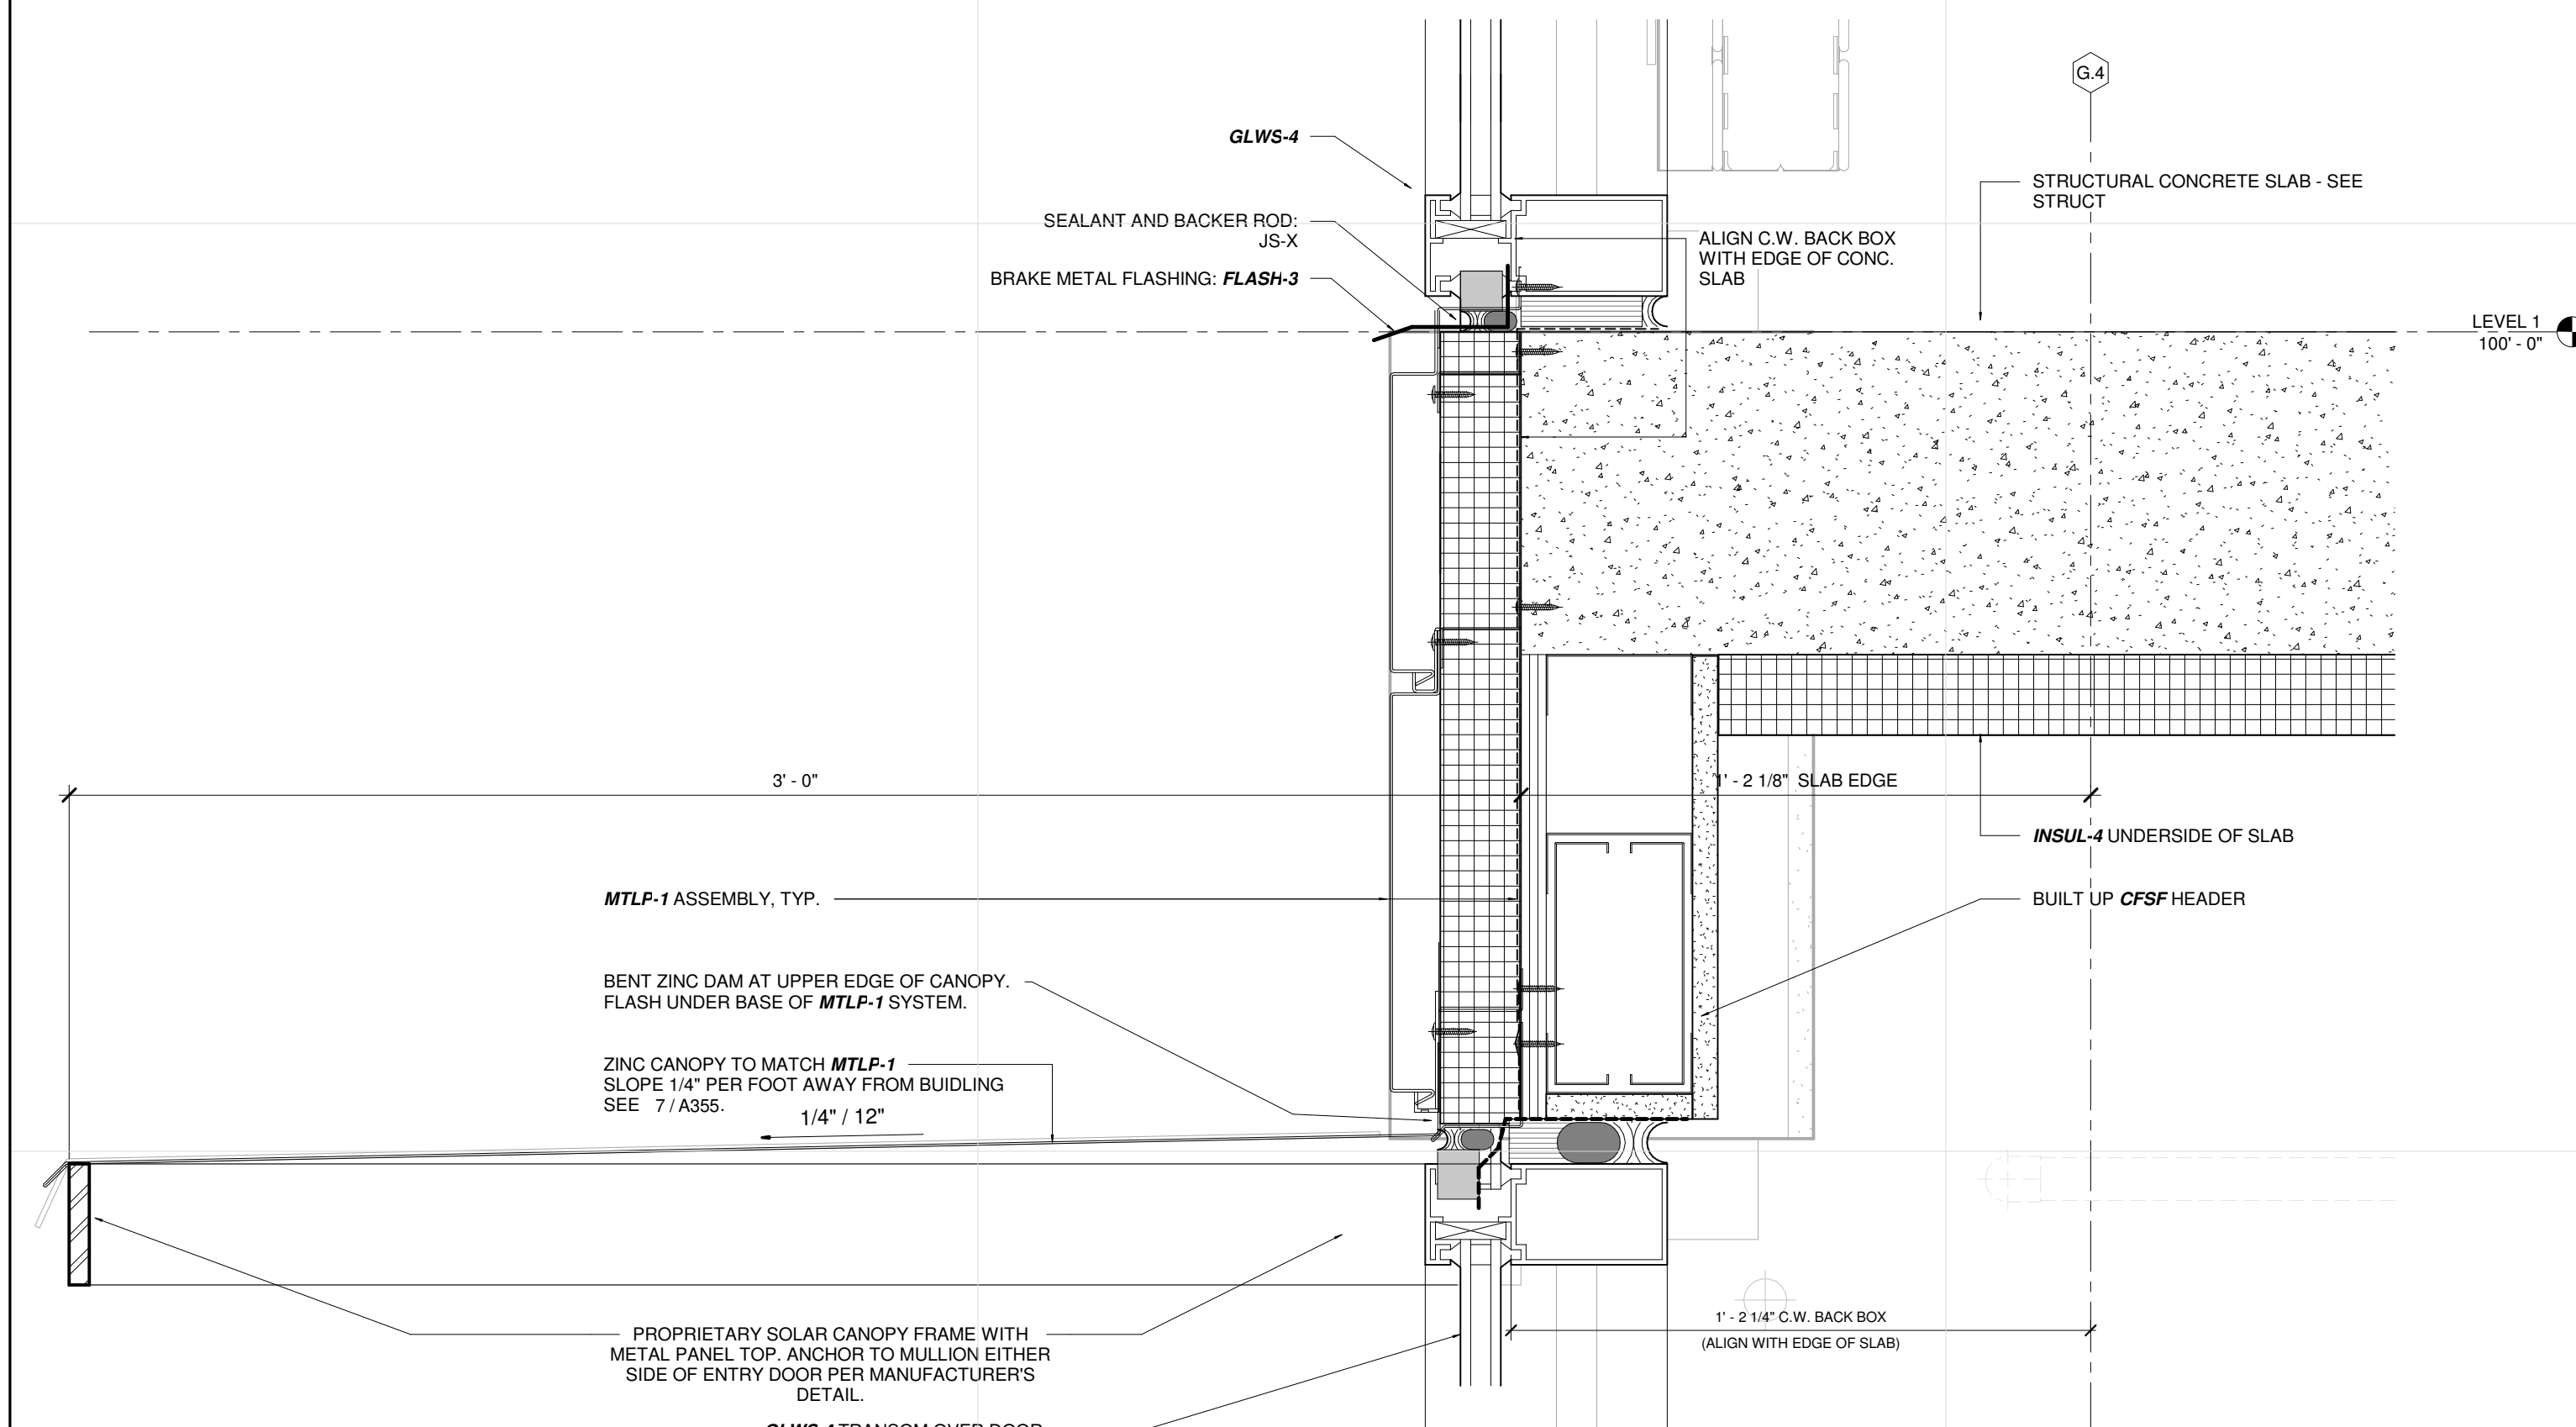 G.4
GLWS-4
STRUCTURAL CONCRETE SLAB - SEE
STRUCT
SEALANT AND BACKER ROD:
JS-X
ALIGN C.W. BACK BOX
WITH EDGE OF CONC.
SLAB
BRAKE METAL FLASHING: FLASH-3
LEVEL 1
100' - 0"
3' - 0"
1' - 2 1/8" SLAB EDGE
INSUL-4 UNDERSIDE OF SLAB
MTLP-1 ASSEMBLY, TYP.
BUILT UP CFSF HEADER
BENT ZINC DAM AT UPPER EDGE OF CANOPY.
FLASH UNDER BASE OF MTLP-1 SYSTEM.
ZINC CANOPY TO MATCH MTLP-1
SLOPE 1/4" PER FOOT AWAY FROM BUIDLING
SEE 7 / A355.
1/4" / 12"
1' - 2 1/4" C.W. BACK BOX
(ALIGN WITH EDGE OF SLAB)
PROPRIETARY SOLAR CANOPY FRAME WITH
METAL PANEL TOP. ANCHOR TO MULLION EITHER
SIDE OF ENTRY DOOR PER MANUFACTURER'S
DETAIL.
GLWS-4 TRANSOM OVER DOOR